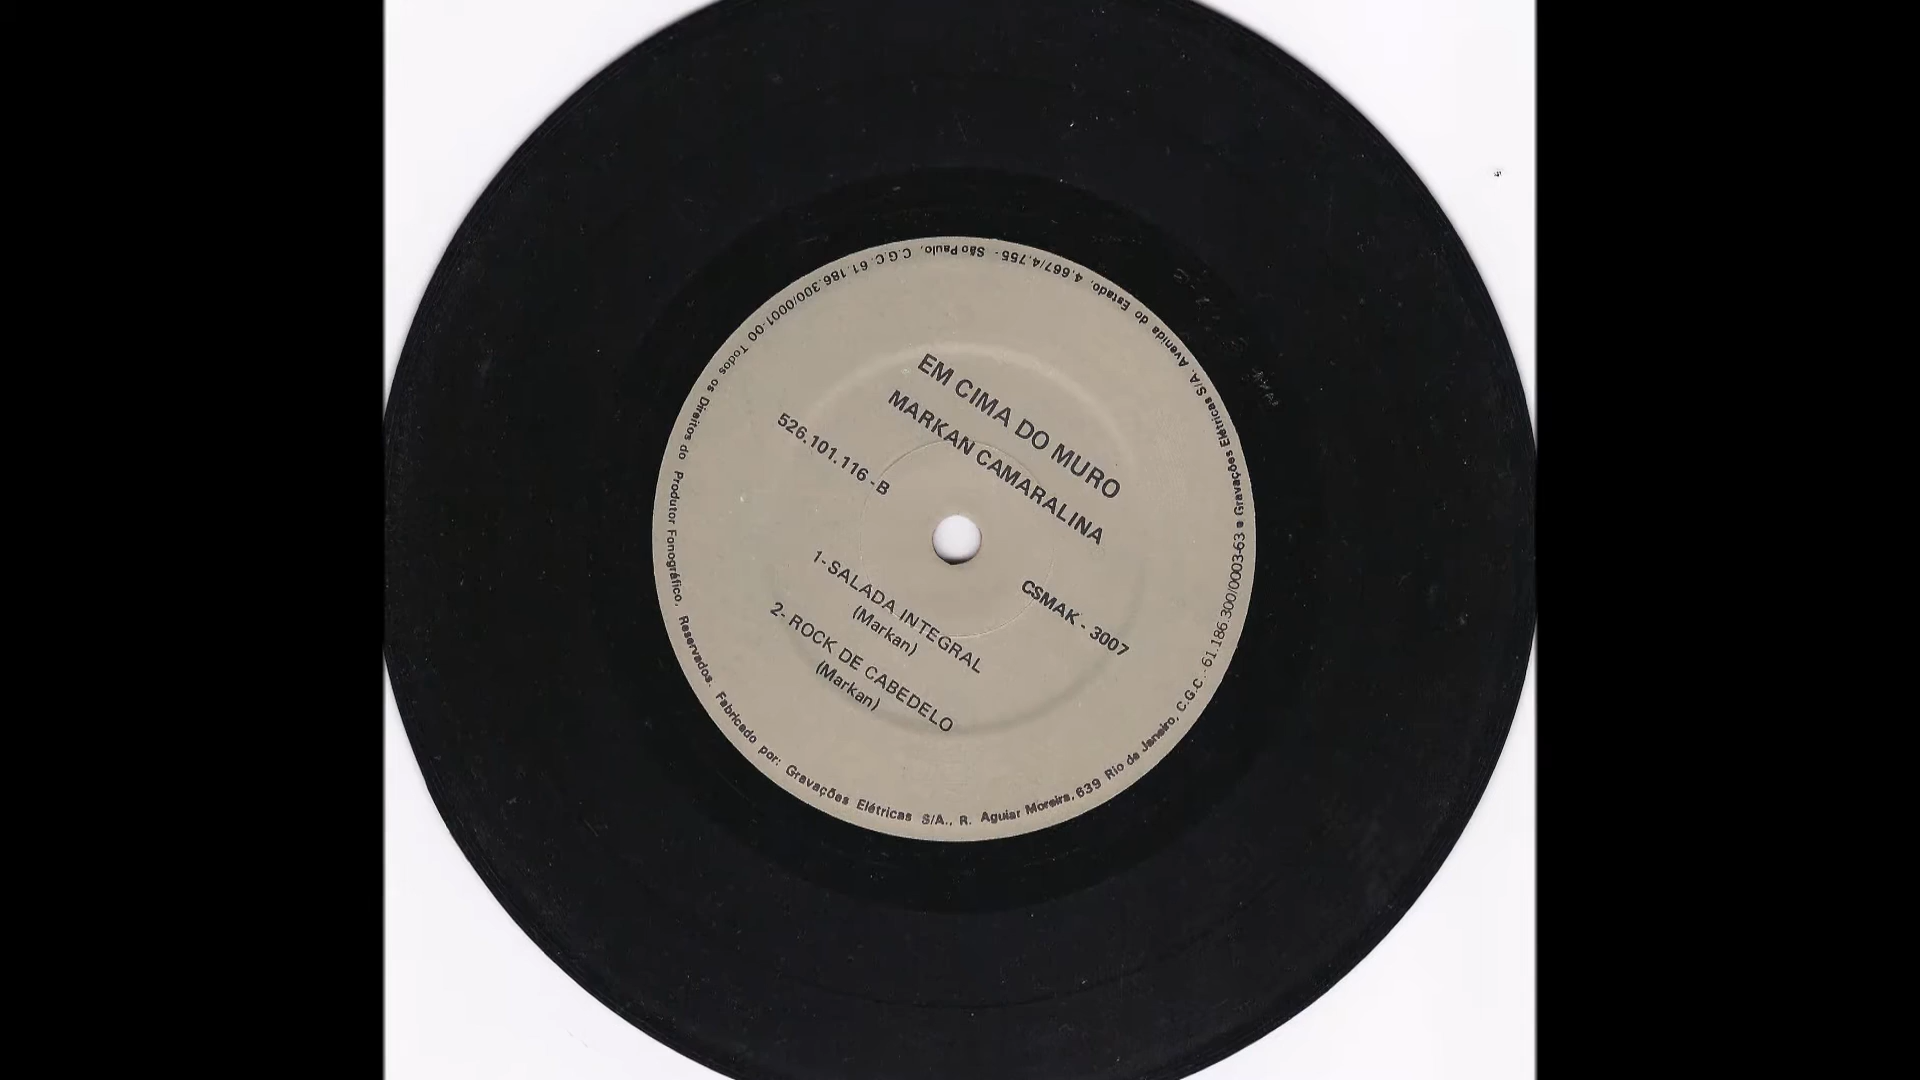 EM CIMA DO MURO
MARKAN CAMARALINA
526.101.116 - B
CSMAK - 3007
1- SALADA INTEGRAL
(Markan)
2- ROCK DE CABEDELO
(Markan)
Fabricado por: Gravações Elétricas S/A., R. Aguiar Moreira, 639 Rio de Janeiro, C.G.C. 61.186.300/0003-63 e Gravações Elétricas S/A. Avenida do Estado, 4.667/4.755 - São Paulo, C.G.C. 61.186.300/0001-00 Todos os Direitos do Produtor Fonográfico, Reservados.